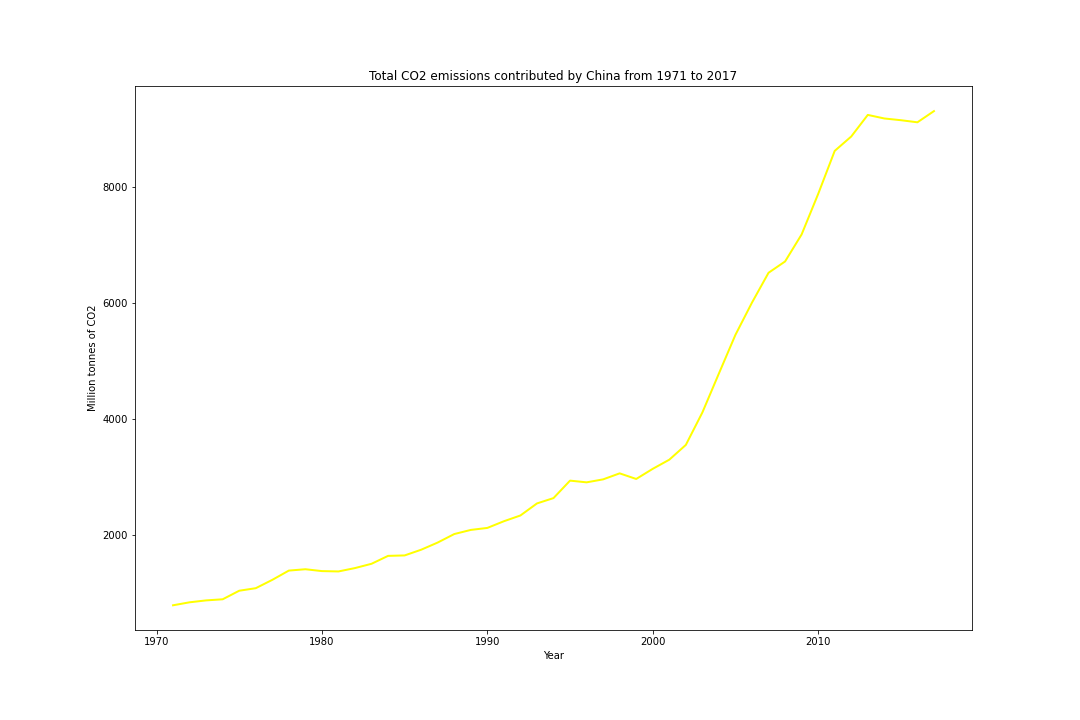 Total CO2 emissions contributed by China from 1971 to 2017
8000
6000
4000
2000
Million tonnes of CO2
1970 1980 1990 2000 2010
Year